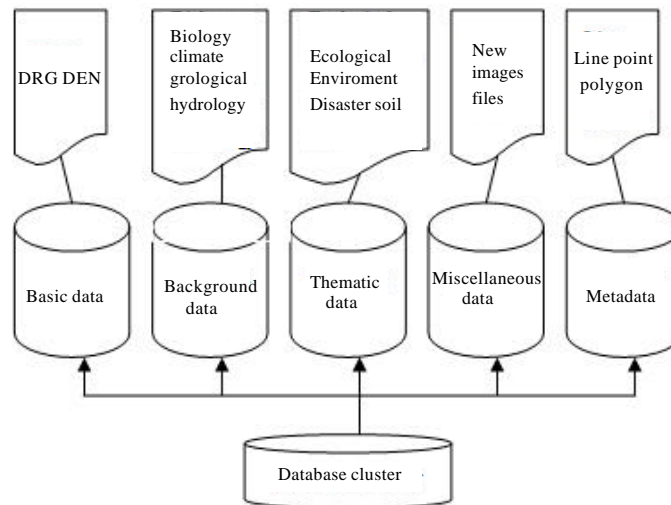 DRG DEN
Biology
climate
grological
hydrology
Ecological
Enviroment
Disaster soil
New
images
files
Line point
polygon
Basic data
Background
data
Thematic
data
Miscellaneous
data
Metadata
Database cluster